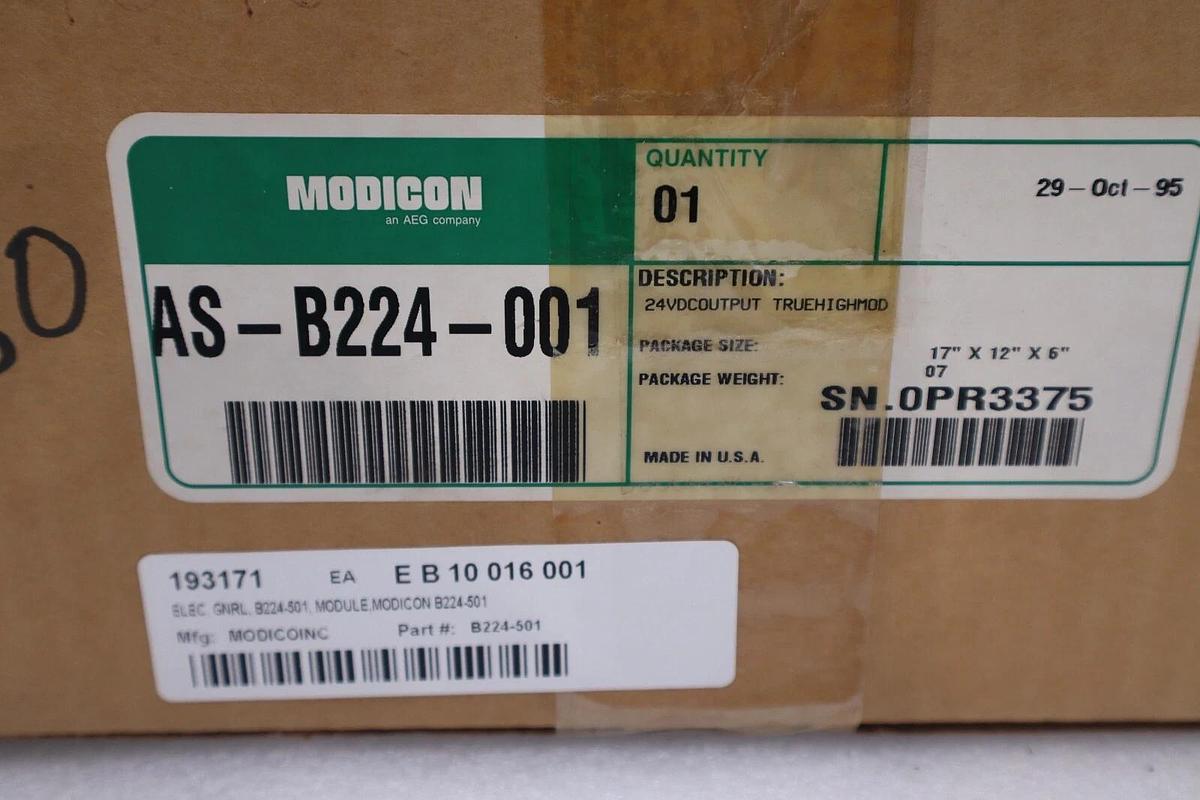 MODICON
an AEG company
QUANTITY
01
29-Oct-95
AS-B224-001
DESCRIPTION:
24VDCOUTPUT TRUEHIGHMOD
PACKAGE SIZE:
17" X 12" X 6"
PACKAGE WEIGHT:
07
SN.0PR3375
MADE IN U.S.A.
0
193171 EA E B 10 016 001
ELEC, GNRL, B224-501, MODULE,MODICON B224-501
Mfg: MODICOINC Part #: B224-501